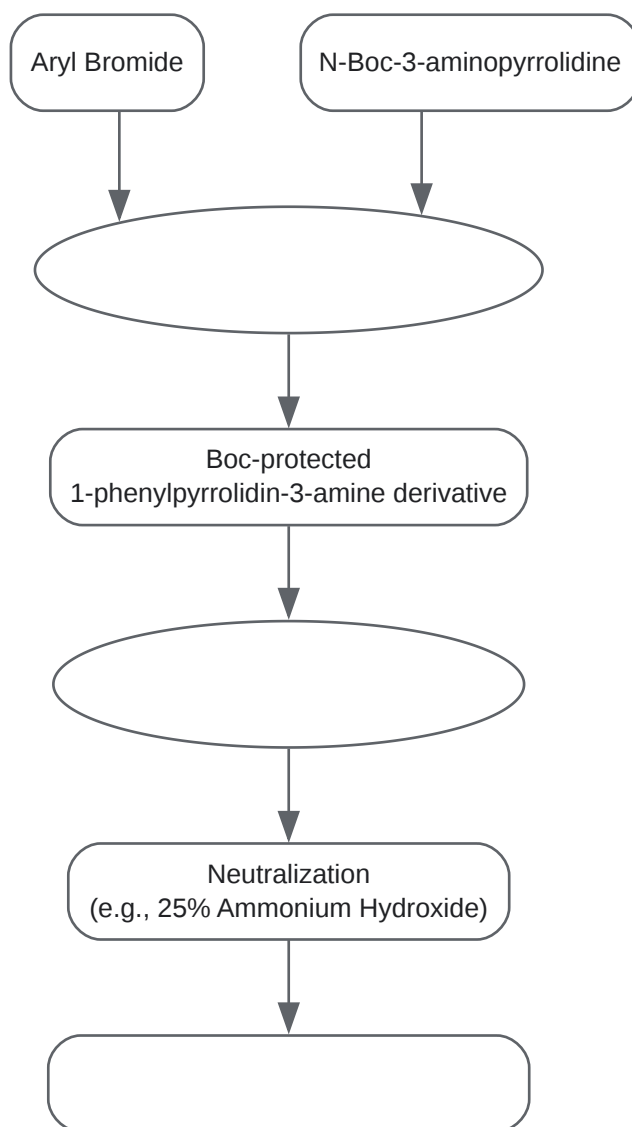 Aryl Bromide
N-Boc-3-aminopyrrolidine
Boc-protected
1-phenylpyrrolidin-3-amine derivative
Neutralization
(e.g., 25% Ammonium Hydroxide)